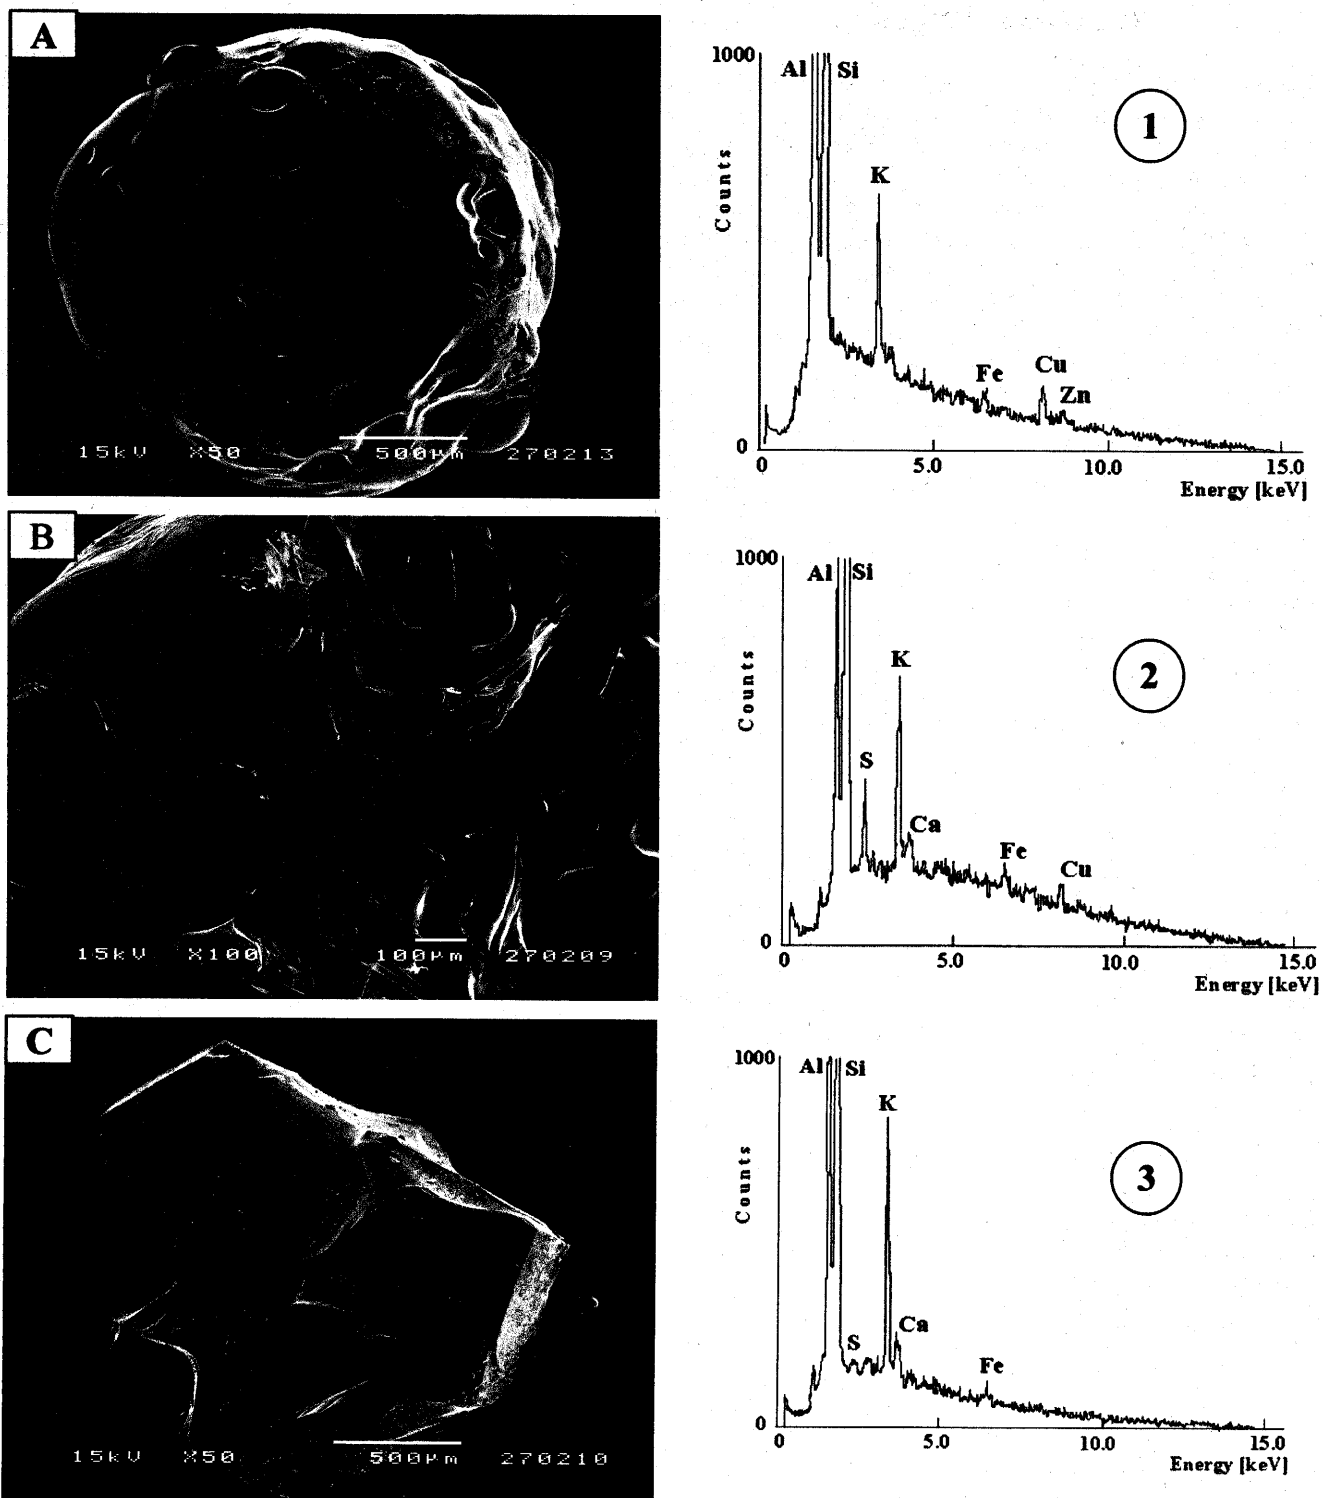 A
15kV X50 500μm 270213
1000
Al Si
1
K
Counts
Fe Cu Zn
0
0 5.0 10.0 15.0
Energy [keV]
B
15kV X100 100μm 270209
1000
Al Si
2
K
Counts
S
Ca
Fe Cu
0
0 5.0 10.0 15.0
Energy [keV]
C
15kV X50 500μm 270210
1000
Al Si
K
3
Counts
S Ca
Fe
0
0 5.0 10.0 15.0
Energy [keV]